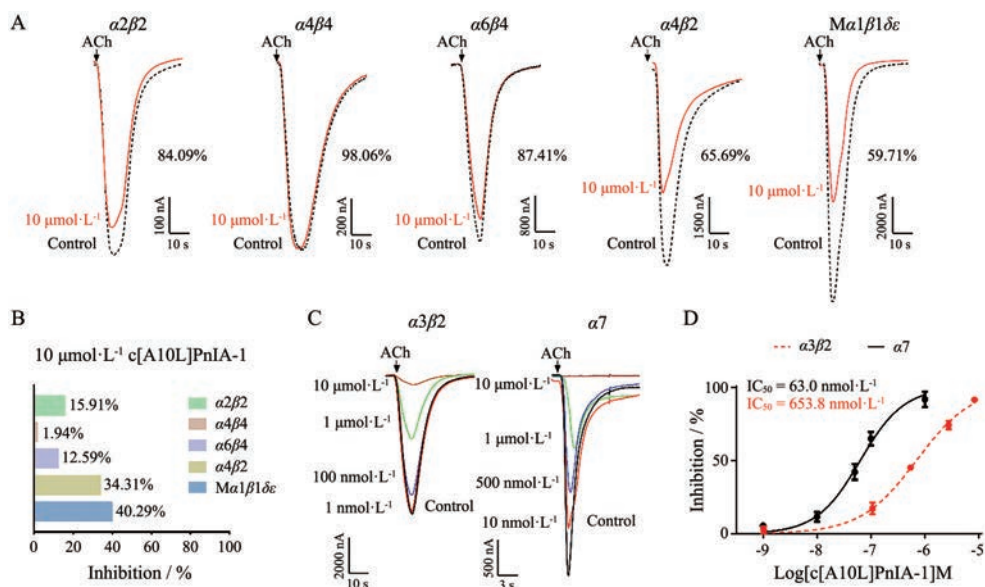 A
α2β2
α4β4
α6β4
α4β2
Mα1β1δε
ACh
ACh
ACh
ACh
ACh
84.09%
98.06%
87.41%
65.69%
59.71%
10 μmol·L⁻¹
Control
100 nA
10 s
10 μmol·L⁻¹
Control
200 nA
10 s
10 μmol·L⁻¹
Control
800 nA
10 s
10 μmol·L⁻¹
Control
1500 nA
10 s
10 μmol·L⁻¹
Control
2000 nA
10 s
B
10 μmol·L⁻¹ c[A10L]PnIA-1
15.91%
1.94%
12.59%
34.31%
40.29%
α2β2
α4β4
α6β4
α4β2
Mα1β1δε
0 20 40 60 80 100
Inhibition / %
C
α3β2
ACh
10 μmol·L⁻¹
1 μmol·L⁻¹
100 nmol·L⁻¹
1 nmol·L⁻¹
Control
2000 nA
10 s
α7
ACh
10 μmol·L⁻¹
1 μmol·L⁻¹
500 nmol·L⁻¹
10 nmol·L⁻¹
Control
500 nA
3 s
D
α3β2 α7
IC₅₀ = 63.0 nmol·L⁻¹
IC₅₀ = 653.8 nmol·L⁻¹
100
50
0
Inhibition / %
-9 -8 -7 -6 -5
Log[c[A10L]PnIA-1]M